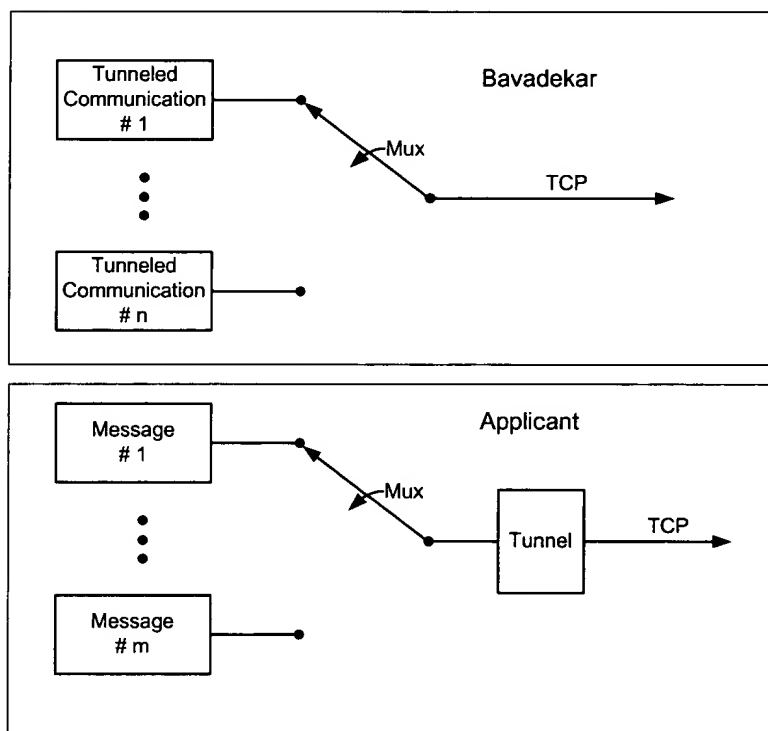 Bavadekar
Tunneled
Communication
# 1
Mux
TCP
Tunneled
Communication
# n
Applicant
Message
# 1
Mux
Tunnel
TCP
Message
# m